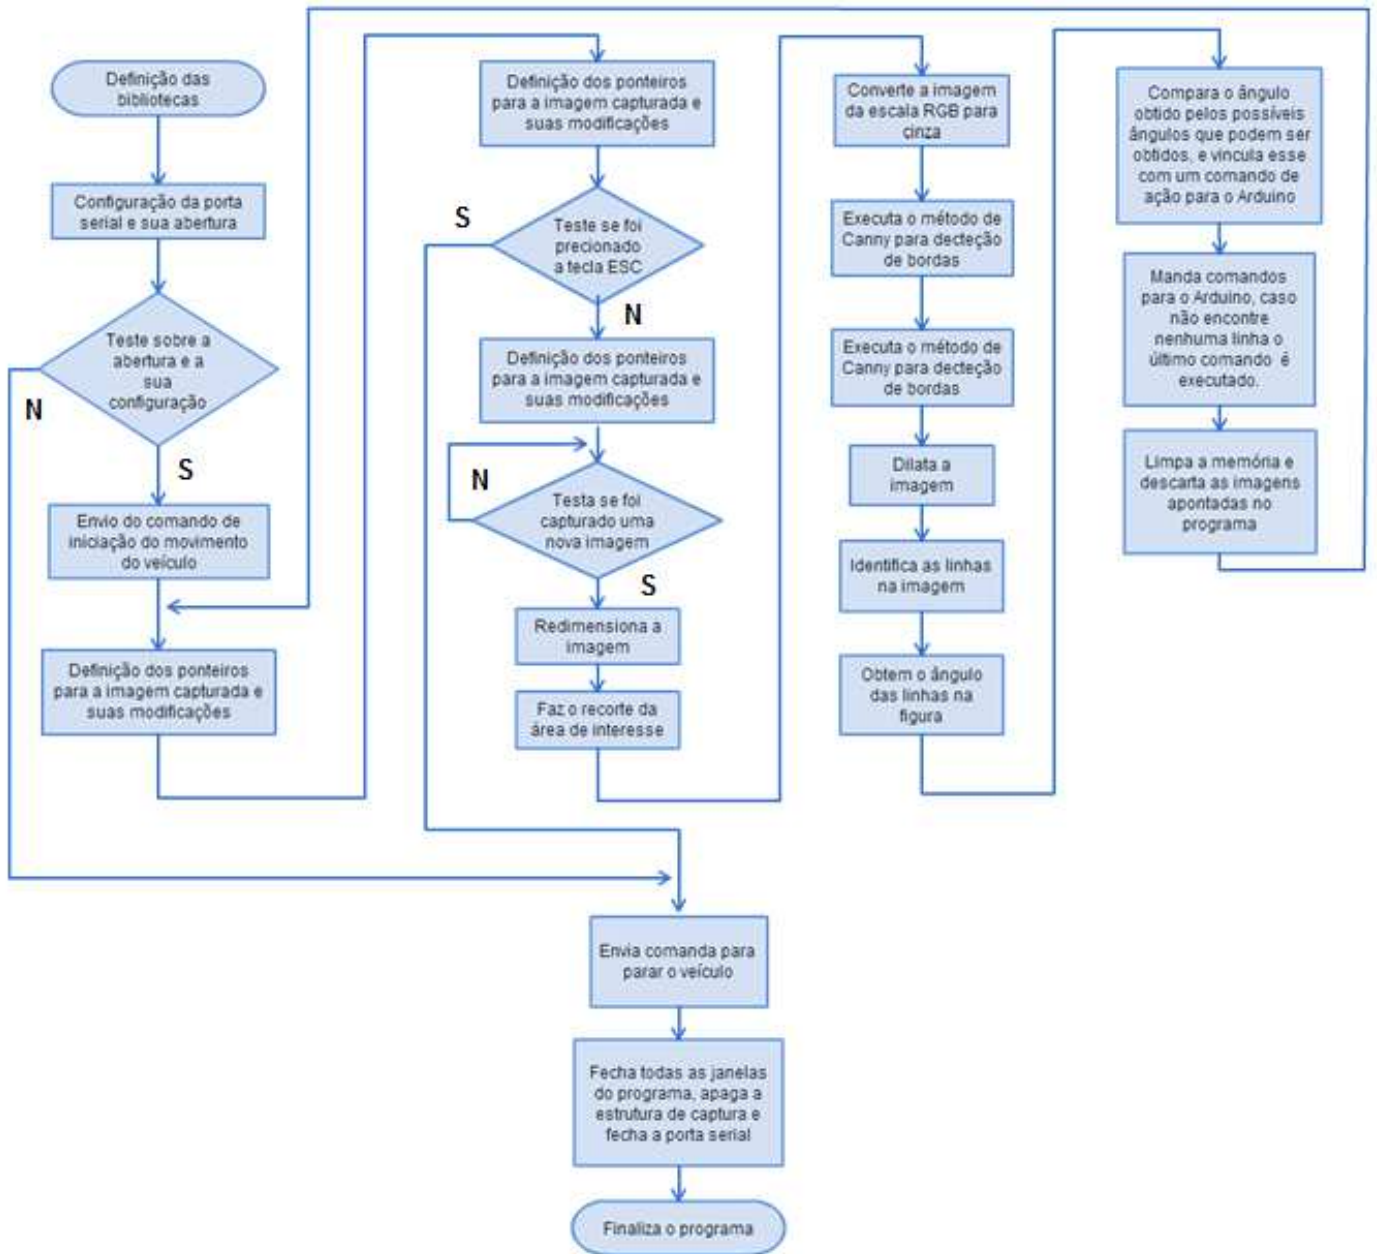 Definição das
bibliotecas
Configuração da porta
serial e sua abertura
Teste sobre a
abertura e a
sua
configuração
N
S
Envio do comando de
iniciação do movimento
do veículo
Definição dos ponteiros
para a imagem capturada e
suas modificações
Definição dos ponteiros
para a imagem capturada e
suas modificações
S
Teste se foi
precionado
a tecla ESC
N
Definição dos ponteiros
para a imagem capturada e
suas modificações
N
Testa se foi
capturado uma
nova imagem
S
Redimensiona a
imagem
Faz o recorte da
área de interesse
Converte a imagem
da escala RGB para
cinza
Executa o método de
Canny para decteção
de bordas
Executa o método de
Canny para decteção
de bordas
Dilata a
imagem
Identifica as linhas
na imagem
Obtem o ângulo
das linhas na
figura
Compara o ângulo
obtido pelos possíveis
ângulos que podem ser
obtidos, e vincula esse
com um comando de
ação para o Arduino
Manda comandos
para o Arduino, caso
não encontre
nenhuma linha o
último comando é
executado.
Limpa a memória e
descarta as imagens
apontadas no
programa
Envia comanda para
parar o veículo
Fecha todas as janelas
do programa, apaga a
estrutura de captura e
fecha a porta serial
Finaliza o programa